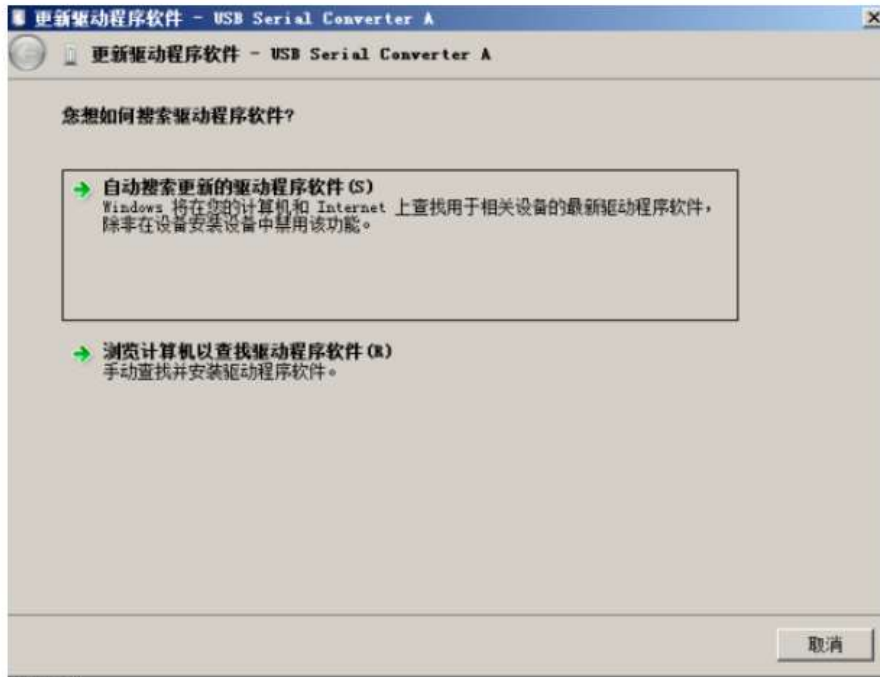 更新驱动程序软件 - USB Serial Converter A
更新驱动程序软件 - USB Serial Converter A
您想如何搜索驱动程序软件?
自动搜索更新的驱动程序软件(S)
Windows 将在您的计算机和 Internet 上查找用于相关设备的最新驱动程序软件,
除非在设备安装设备中禁用该功能。
浏览计算机以查找驱动程序软件(R)
手动查找并安装驱动程序软件。
取消